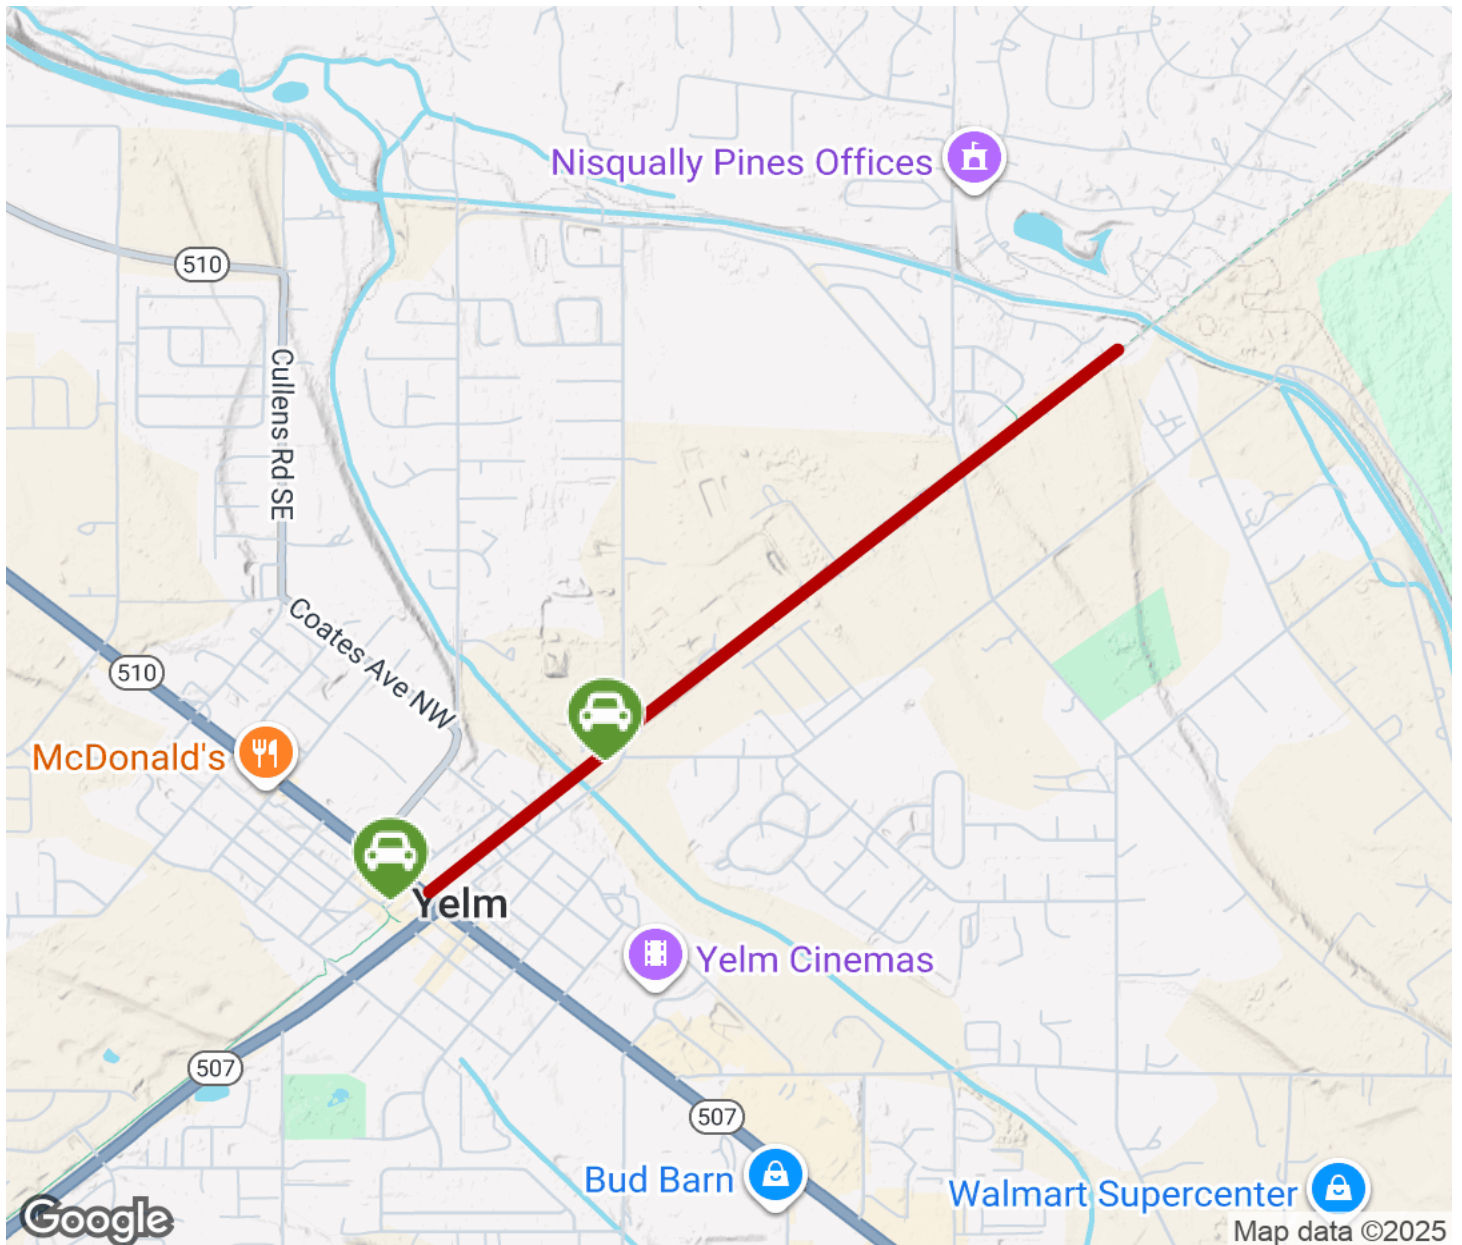 Nisqually Pines Offices
510
Cullens Rd SE
Coates Ave NW
510
McDonald's
Yelm
Yelm Cinemas
507
507
Bud Barn
Walmart Supercenter
Google
Map data ©2025